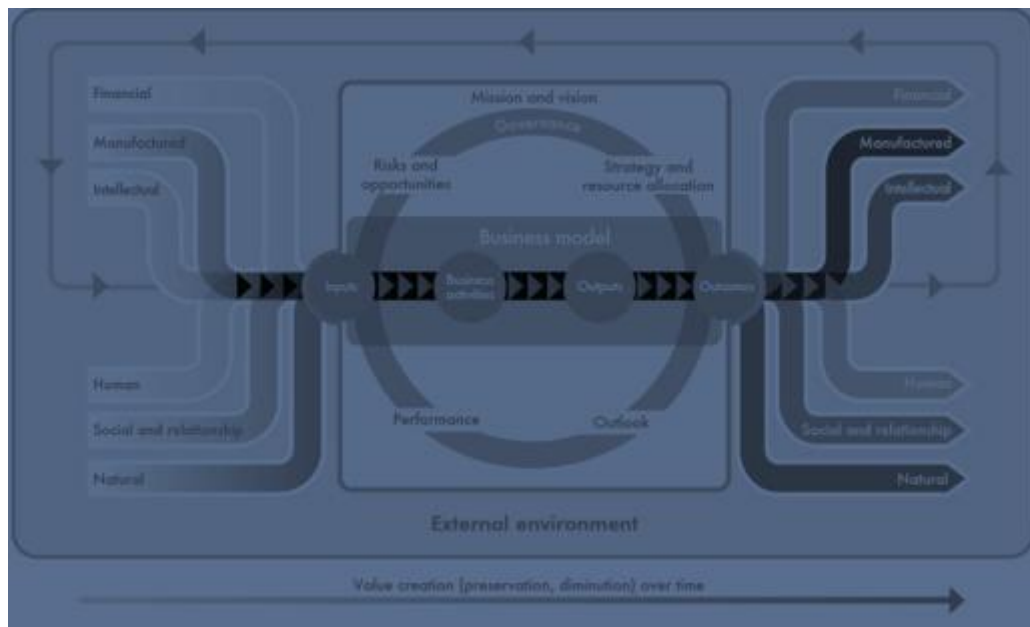 Financial
Manufactured
Intellectual
Human
Social and relationship
Natural
Mission and vision
Governance
Risks and
opportunities
Strategy and
resource allocation
Business model
Inputs
Business
activities
Outputs
Outcomes
Performance
Outlook
Financial
Manufactured
Intellectual
Human
Social and relationship
Natural
External environment
Value creation (preservation, diminution) over time